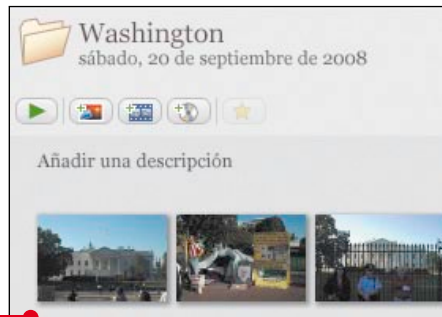 Washington
sábado, 20 de septiembre de 2008
Añadir una descripción